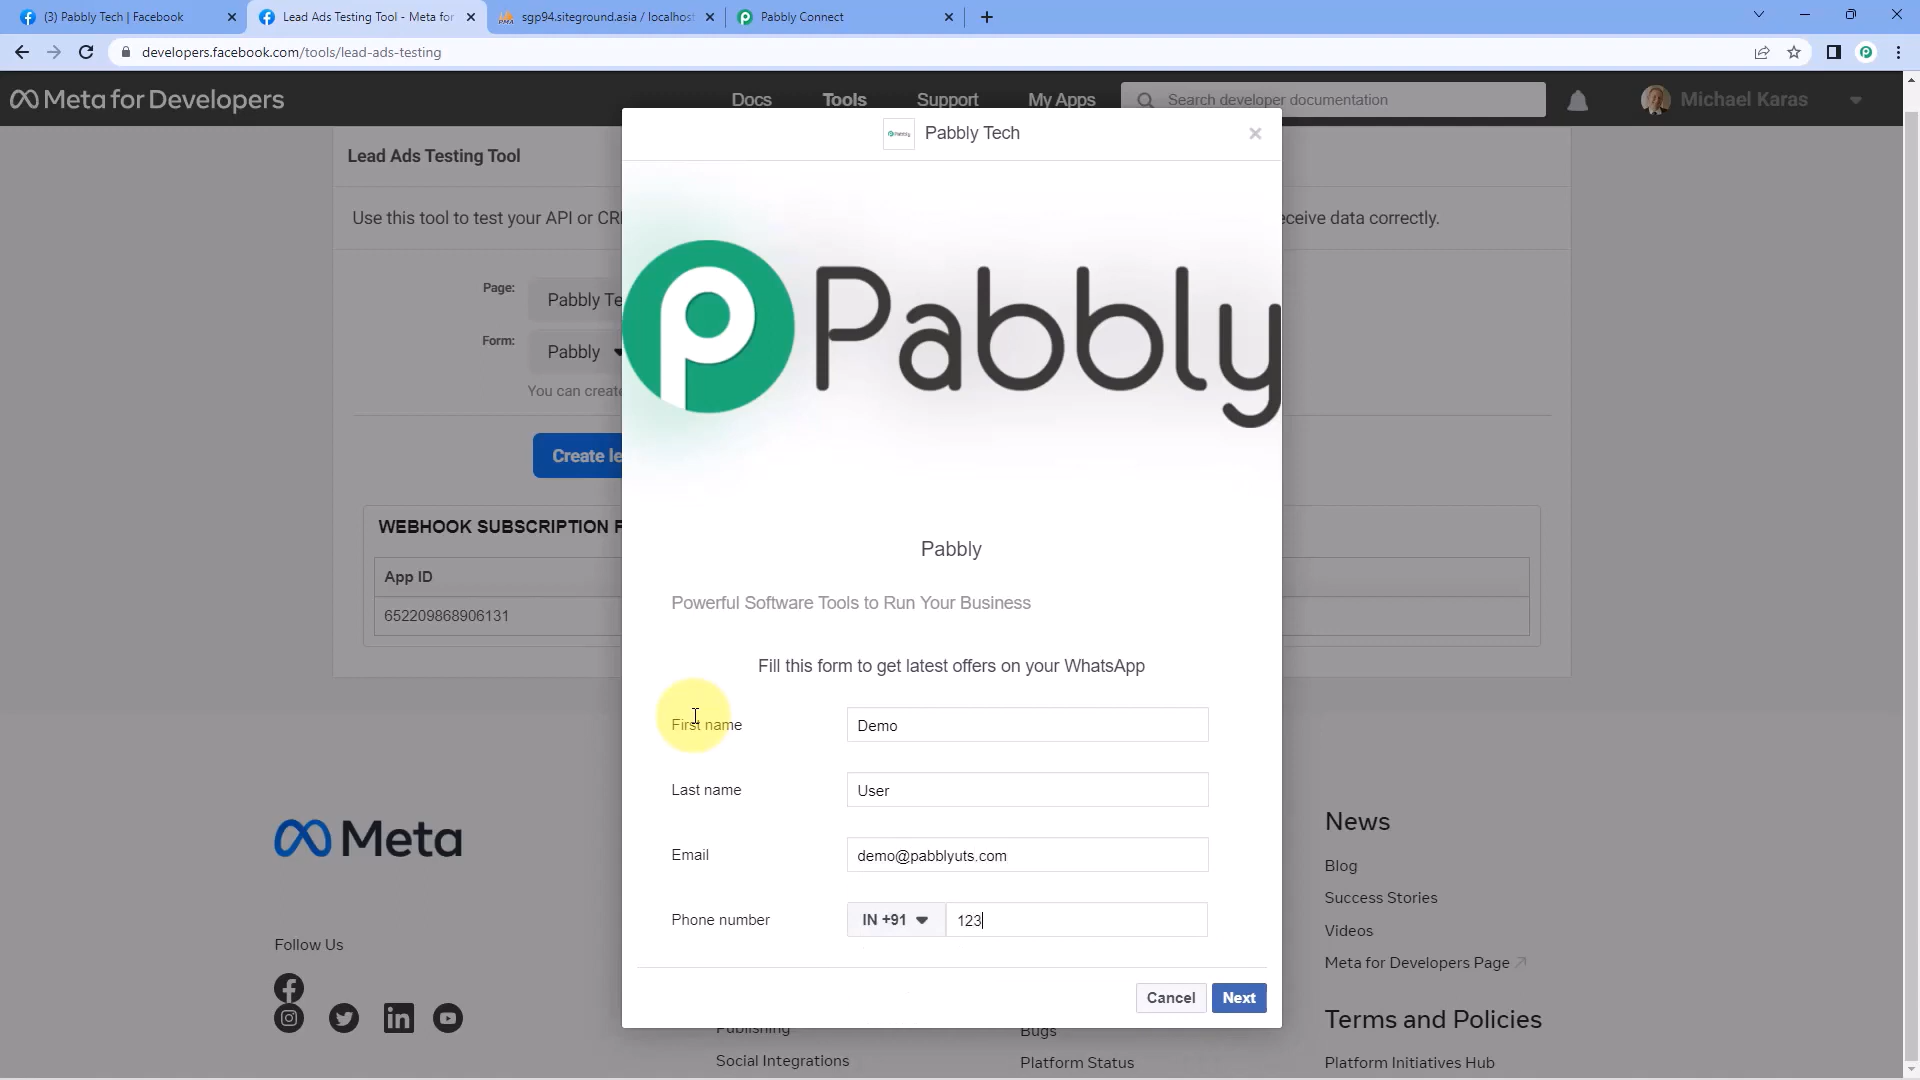 (3) Pabbly Tech | Facebook
Lead Ads Testing Tool - Meta for
sgp94.siteground.asia / localhost
Pabbly Connect
developers.facebook.com/tools/lead-ads-testing
Meta for Developers
Docs
Tools
Support
My Apps
Search developer documentation
Michael Karas
Pabbly Tech
Lead Ads Testing Tool
Use this tool to test your API or CR
eceive data correctly.
Pabbly
Page:
Pabbly Te
Form:
Pabbly
You can create
Create le
WEBHOOK SUBSCRIPTION F
App ID
652209868906131
Pabbly
Powerful Software Tools to Run Your Business
Fill this form to get latest offers on your WhatsApp
First name
Demo
Last name
User
Email
demo@pabblyuts.com
Phone number
IN +91
123
Cancel
Next
Meta
Follow Us
Publishing
Social Integrations
Bugs
Platform Status
News
Blog
Success Stories
Videos
Meta for Developers Page
Terms and Policies
Platform Initiatives Hub